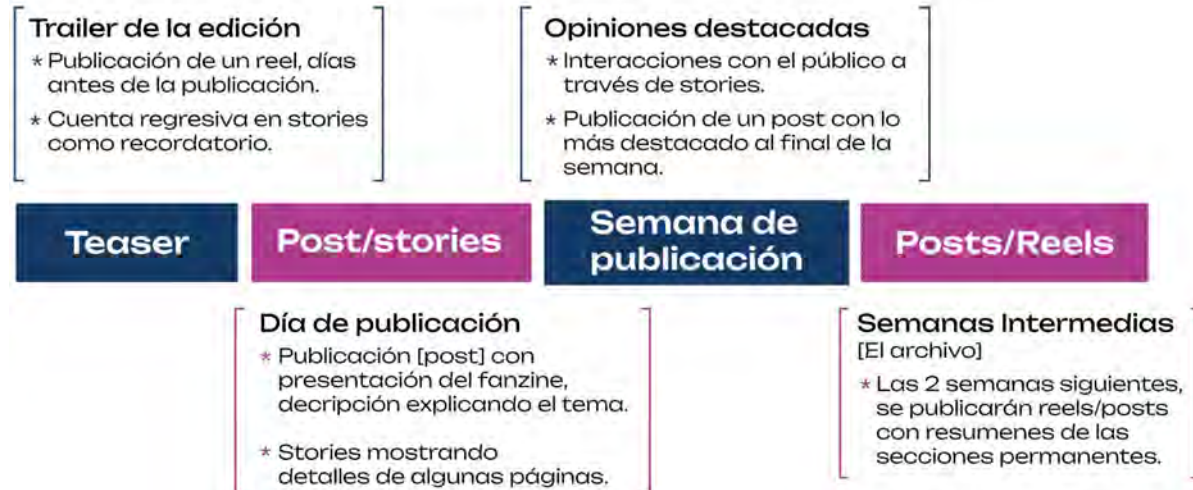 Trailer de la edición
* Publicación de un reel, días
antes de la publicación.
* Cuenta regresiva en stories
como recordatorio.
Opiniones destacadas
* Interacciones con el público a
través de stories.
* Publicación de un post con lo
más destacado al final de la
semana.
Teaser
Post/stories
Semana de
publicación
Posts/Reels
Día de publicación
* Publicación [post] con
presentación del fanzine,
decripción explicando el tema.
* Stories mostrando
detalles de algunas páginas.
Semanas Intermedias
[El archivo]
* Las 2 semanas siguientes,
se publicarán reels/posts
con resumenes de las
secciones permanentes.